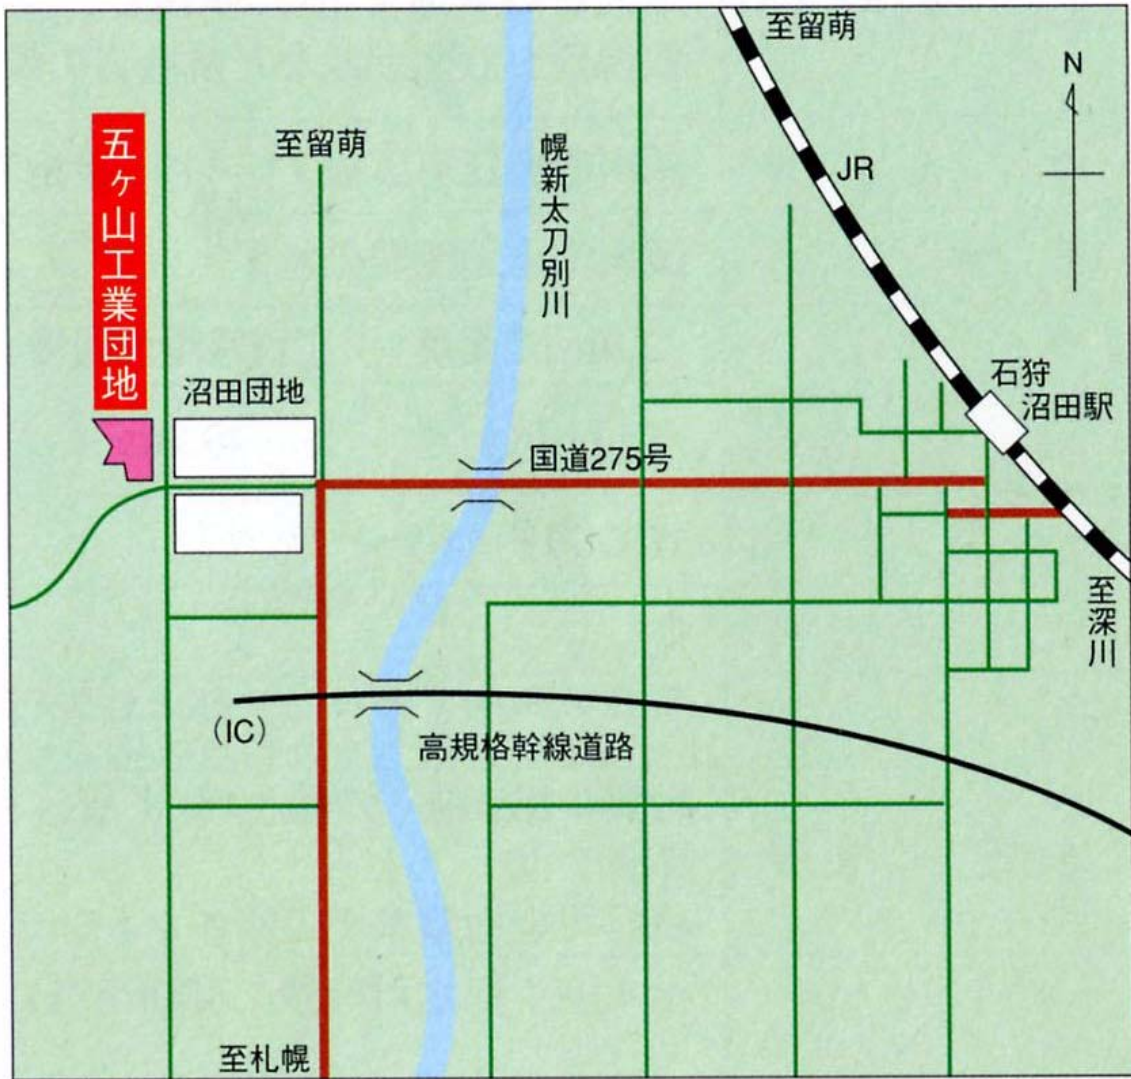 至留萌
N
JR
至留萌
幌新太刀別川
五ヶ山工業団地
沼田団地
石狩
沼田駅
国道275号
至深川
(IC)
高規格幹線道路
至札幌